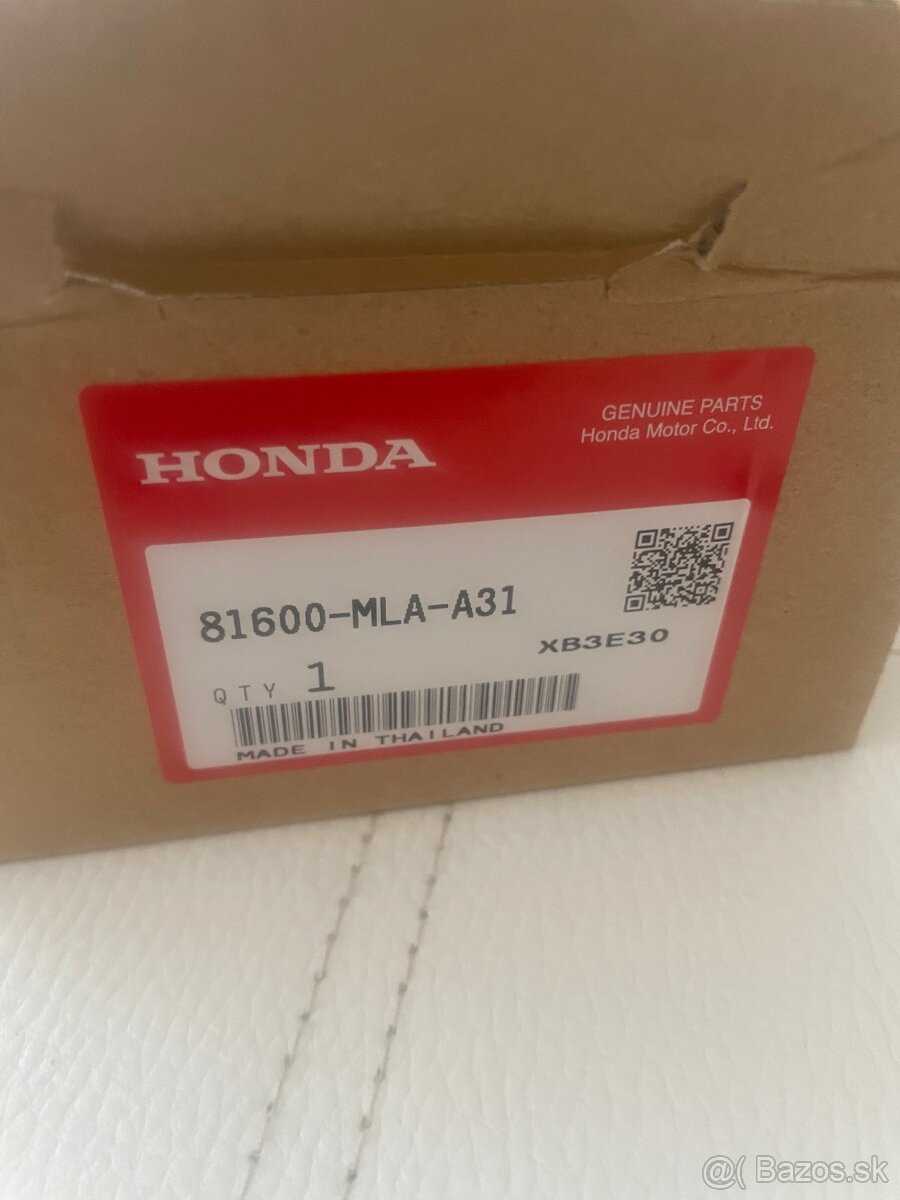 GENUINE PARTS
Honda Motor Co., Ltd.
HONDA
81600-MLA-A31
XB3E30
QTY 1
MADE IN THAILAND
@( Bazos.sk